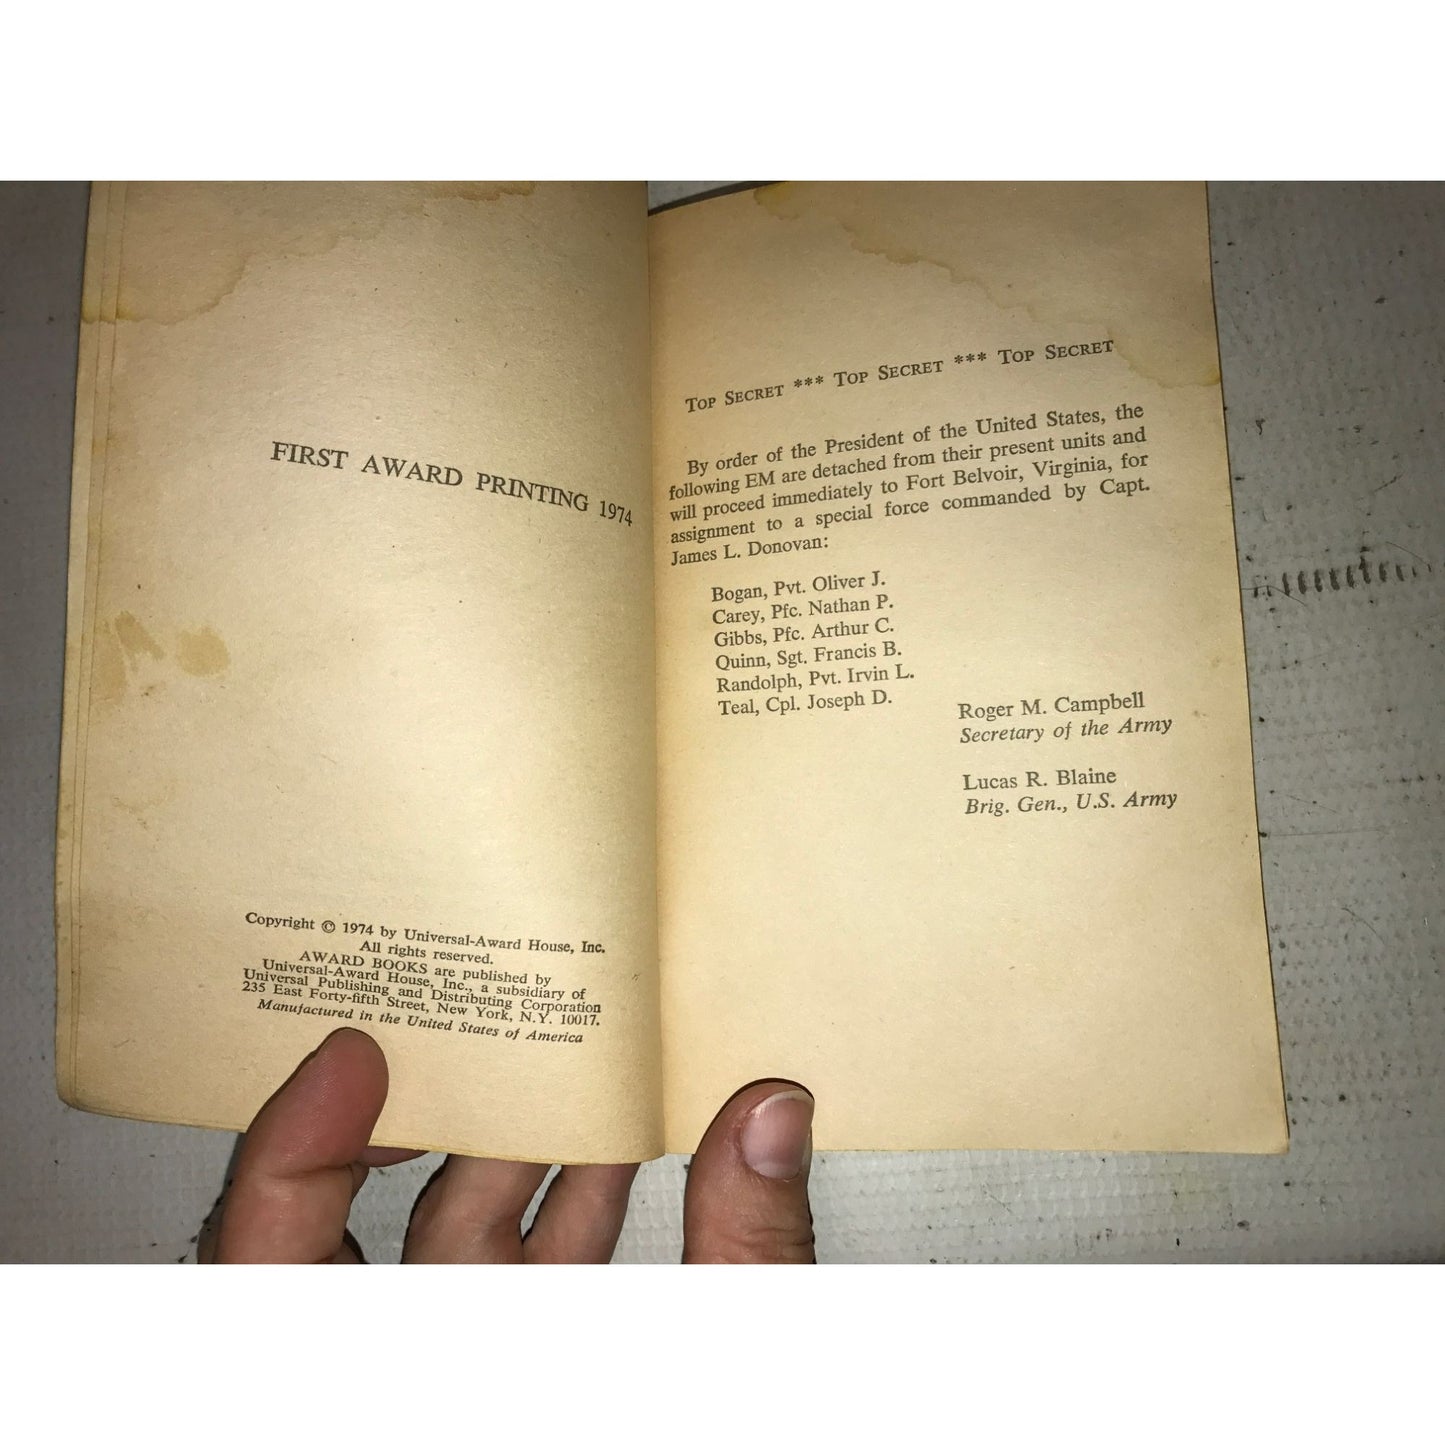 FIRST AWARD PRINTING 1974
Copyright © 1974 by Universal-Award House, Inc.
All rights reserved.
AWARD BOOKS are published by
Universal-Award House, Inc., a subsidiary of
Universal Publishing and Distributing Corporation
235 East Forty-fifth Street, New York, N.Y. 10017.
Manufactured in the United States of America
TOP SECRET *** TOP SECRET *** TOP SECRET
By order of the President of the United States, the
following EM are detached from their present units and
will proceed immediately to Fort Belvoir, Virginia, for
assignment to a special force commanded by Capt.
James L. Donovan:
Bogan, Pvt. Oliver J.
Carey, Pfc. Nathan P.
Gibbs, Pfc. Arthur C.
Quinn, Sgt. Francis B.
Randolph, Pvt. Irvin L.
Teal, Cpl. Joseph D.
Roger M. Campbell
Secretary of the Army
Lucas R. Blaine
Brig. Gen., U.S. Army